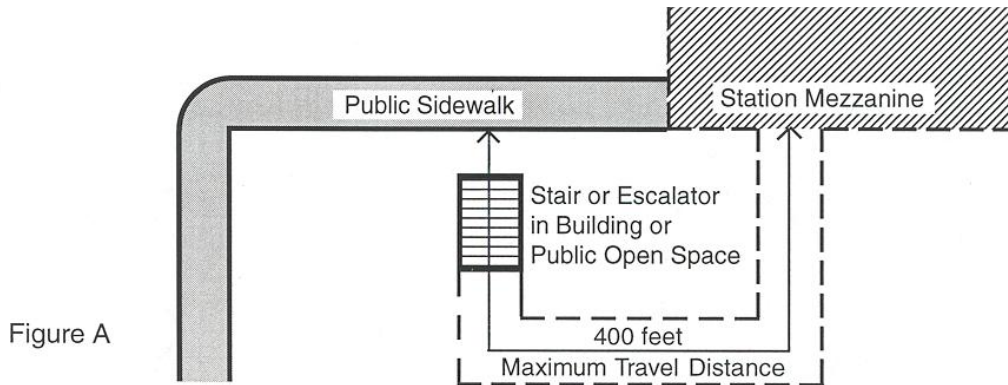 Public Sidewalk
Station Mezzanine
Stair or Escalator
in Building or
Public Open Space
400 feet
Maximum Travel Distance
Figure A